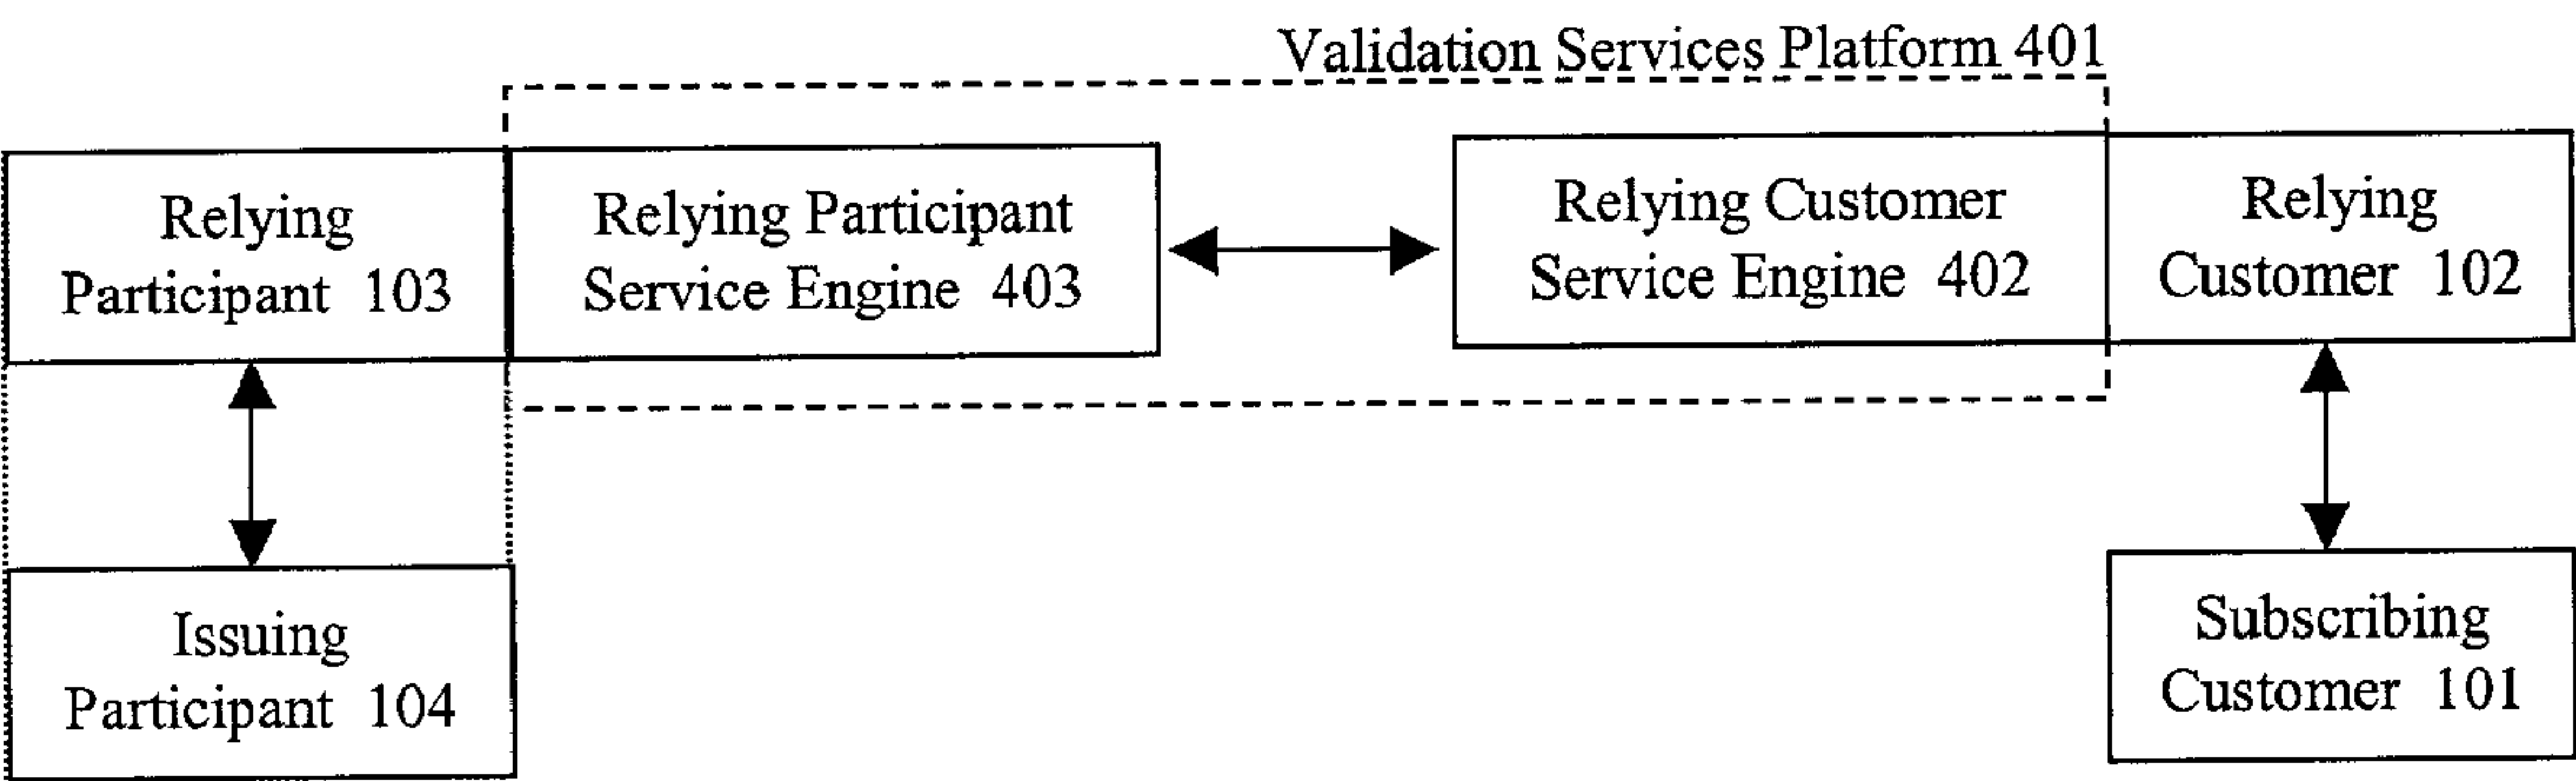 Validation Services Platform 401
Relying
Participant 103
Relying Participant
Service Engine 403
Relying Customer
Service Engine 402
Relying
Customer 102
Issuing
Participant 104
Subscribing
Customer 101